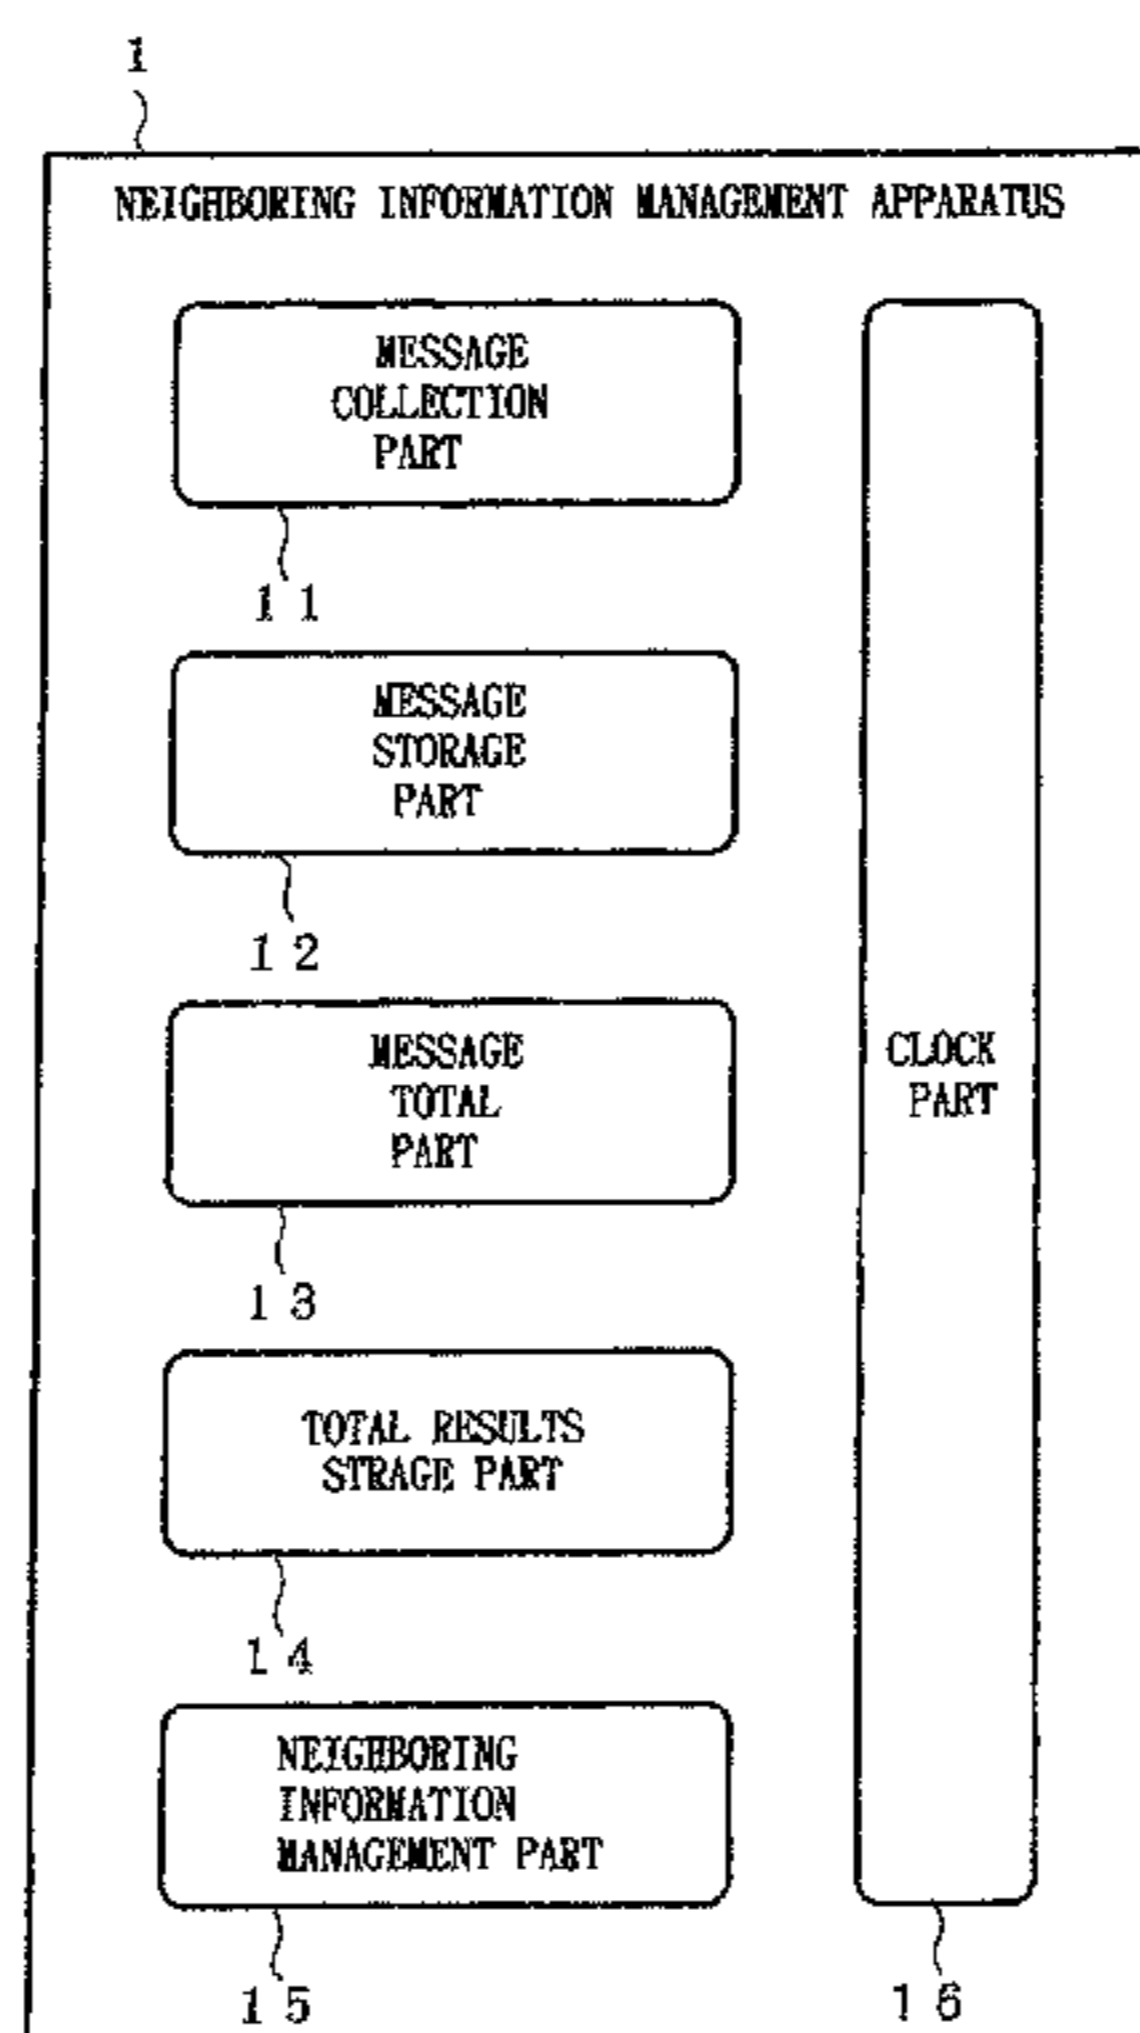 1
NEIGHBORING INFORMATION MANAGEMENT APPARATUS
MESSAGE
COLLECTION
PART
11
MESSAGE
STORAGE
PART
12
MESSAGE
TOTAL
PART
13
CLOCK
PART
TOTAL RESULTS
STRAGE PART
14
NEIGHBORING
INFORMATION
MANAGEMENT PART
15
16